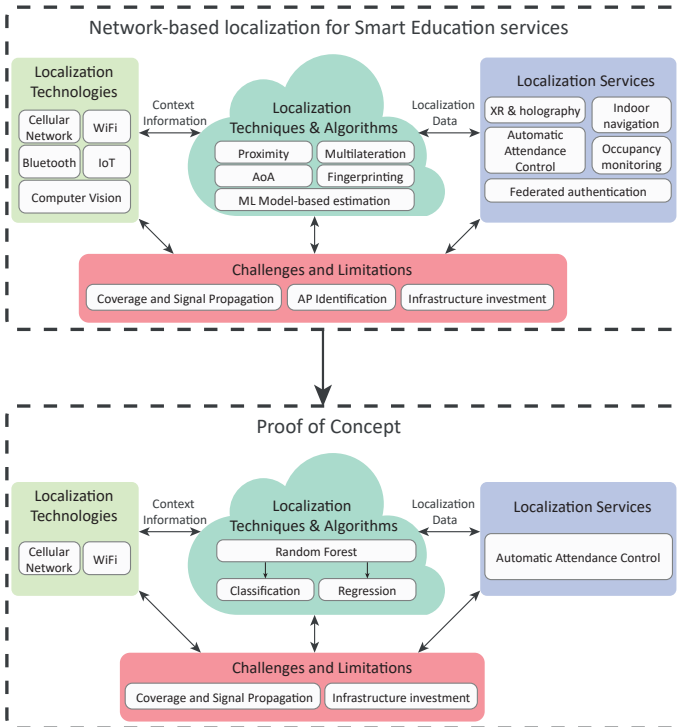 Network-based localization for Smart Education services
Localization
Technologies
Cellular
Network
WiFi
Bluetooth
IoT
Computer Vision
Context
Information
Localization
Techniques & Algorithms
Proximity
Multilateration
AoA
Fingerprinting
ML Model-based estimation
Localization
Data
Localization Services
XR & holography
Indoor
navigation
Automatic
Attendance
Control
Occupancy
monitoring
Federated authentication
Challenges and Limitations
Coverage and Signal Propagation
AP Identification
Infrastructure investment
Proof of Concept
Localization
Technologies
Cellular
Network
WiFi
Context
Information
Localization
Techniques & Algorithms
Random Forest
Classification
Regression
Localization
Data
Localization Services
Automatic Attendance Control
Challenges and Limitations
Coverage and Signal Propagation
Infrastructure investment